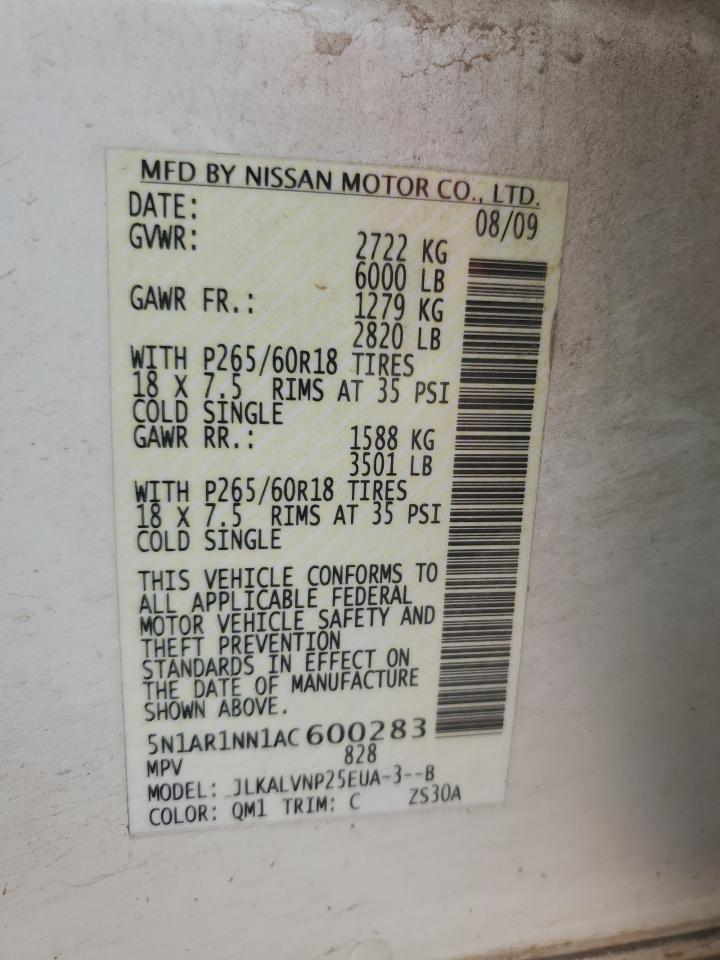 MFD BY NISSAN MOTOR CO., LTD.
DATE: 08/09
GVWR: 2722 KG
6000 LB
GAWR FR.: 1279 KG
2820 LB
WITH P265/60R18 TIRES
18 X 7.5 RIMS AT 35 PSI
COLD SINGLE
GAWR RR.: 1588 KG
3501 LB
WITH P265/60R18 TIRES
18 X 7.5 RIMS AT 35 PSI
COLD SINGLE
THIS VEHICLE CONFORMS TO
ALL APPLICABLE FEDERAL
MOTOR VEHICLE SAFETY AND
THEFT PREVENTION
STANDARDS IN EFFECT ON
THE DATE OF MANUFACTURE
SHOWN ABOVE.
5N1AR1NN1AC600283
MPV 828
MODEL: JLKALVNP25EUA-3--B
COLOR: QM1 TRIM: C ZS30A